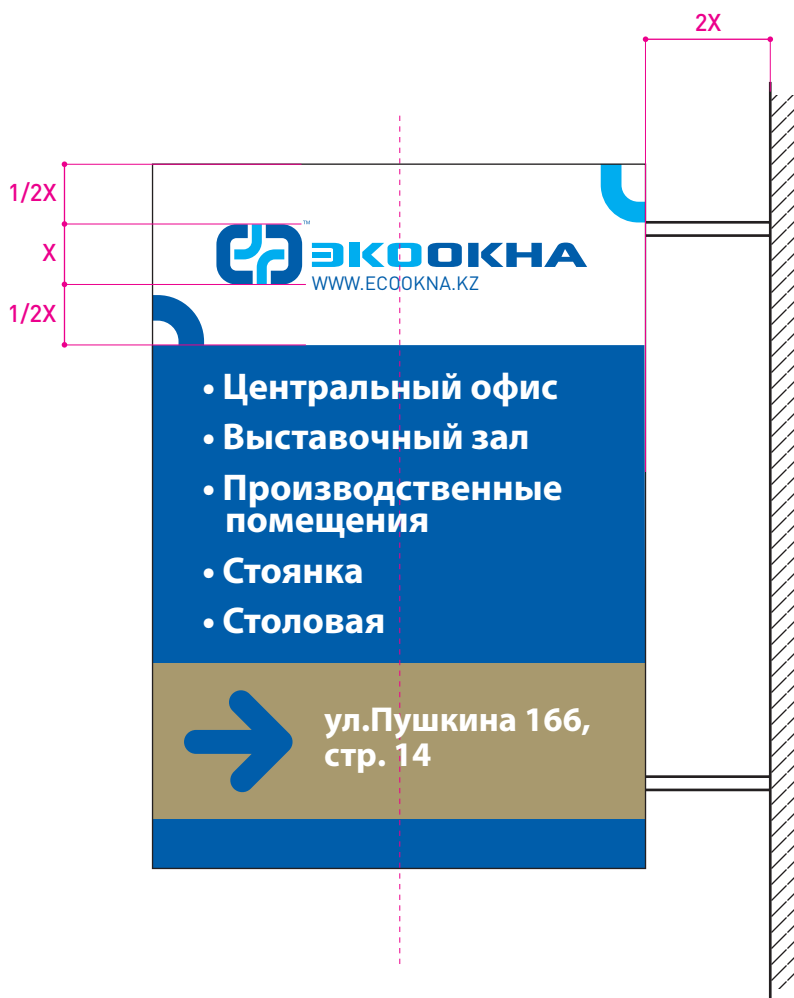 2X
1/2X
X
1/2X
™
ЭКООКНА
WWW.ECOOKNA.KZ
• Центральный офис
• Выставочный зал
• Производственные
помещения
• Стоянка
• Столовая
ул.Пушкина 166,
стр. 14